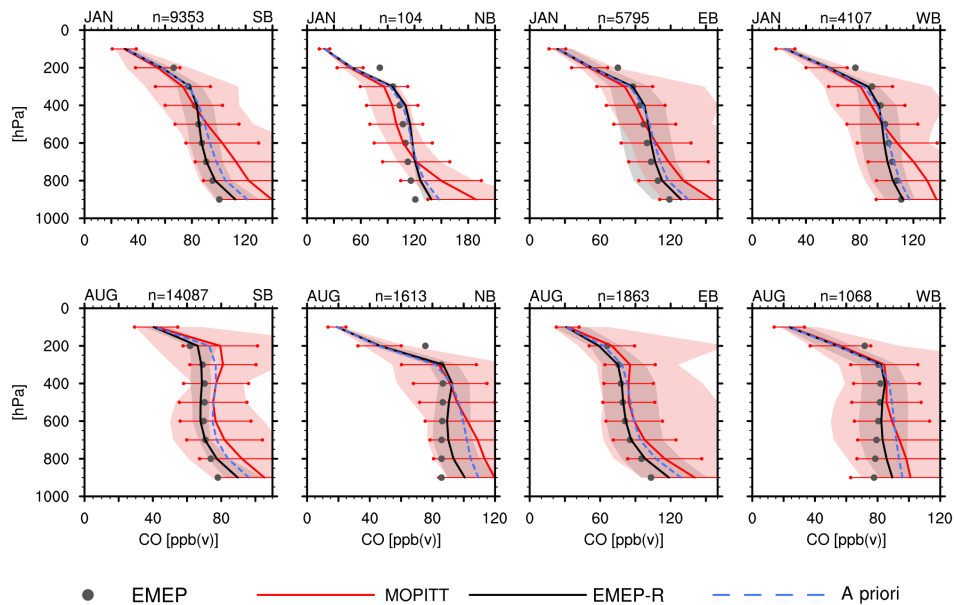 JAN n=9353 SB
JAN n=104 NB
JAN n=5795 EB
JAN n=4107 WB
[hPa]
0
200
400
600
800
1000
0 40 80 120
0 60 120 180
0 60 120
0 40 80 120
AUG n=14087 SB
AUG n=1613 NB
AUG n=1863 EB
AUG n=1068 WB
[hPa]
0
200
400
600
800
1000
0 40 80
0 40 80 120
0 60 120
0 40 80 120
CO [ppb(v)]
CO [ppb(v)]
CO [ppb(v)]
CO [ppb(v)]
EMEP MOPITT EMEP-R A priori